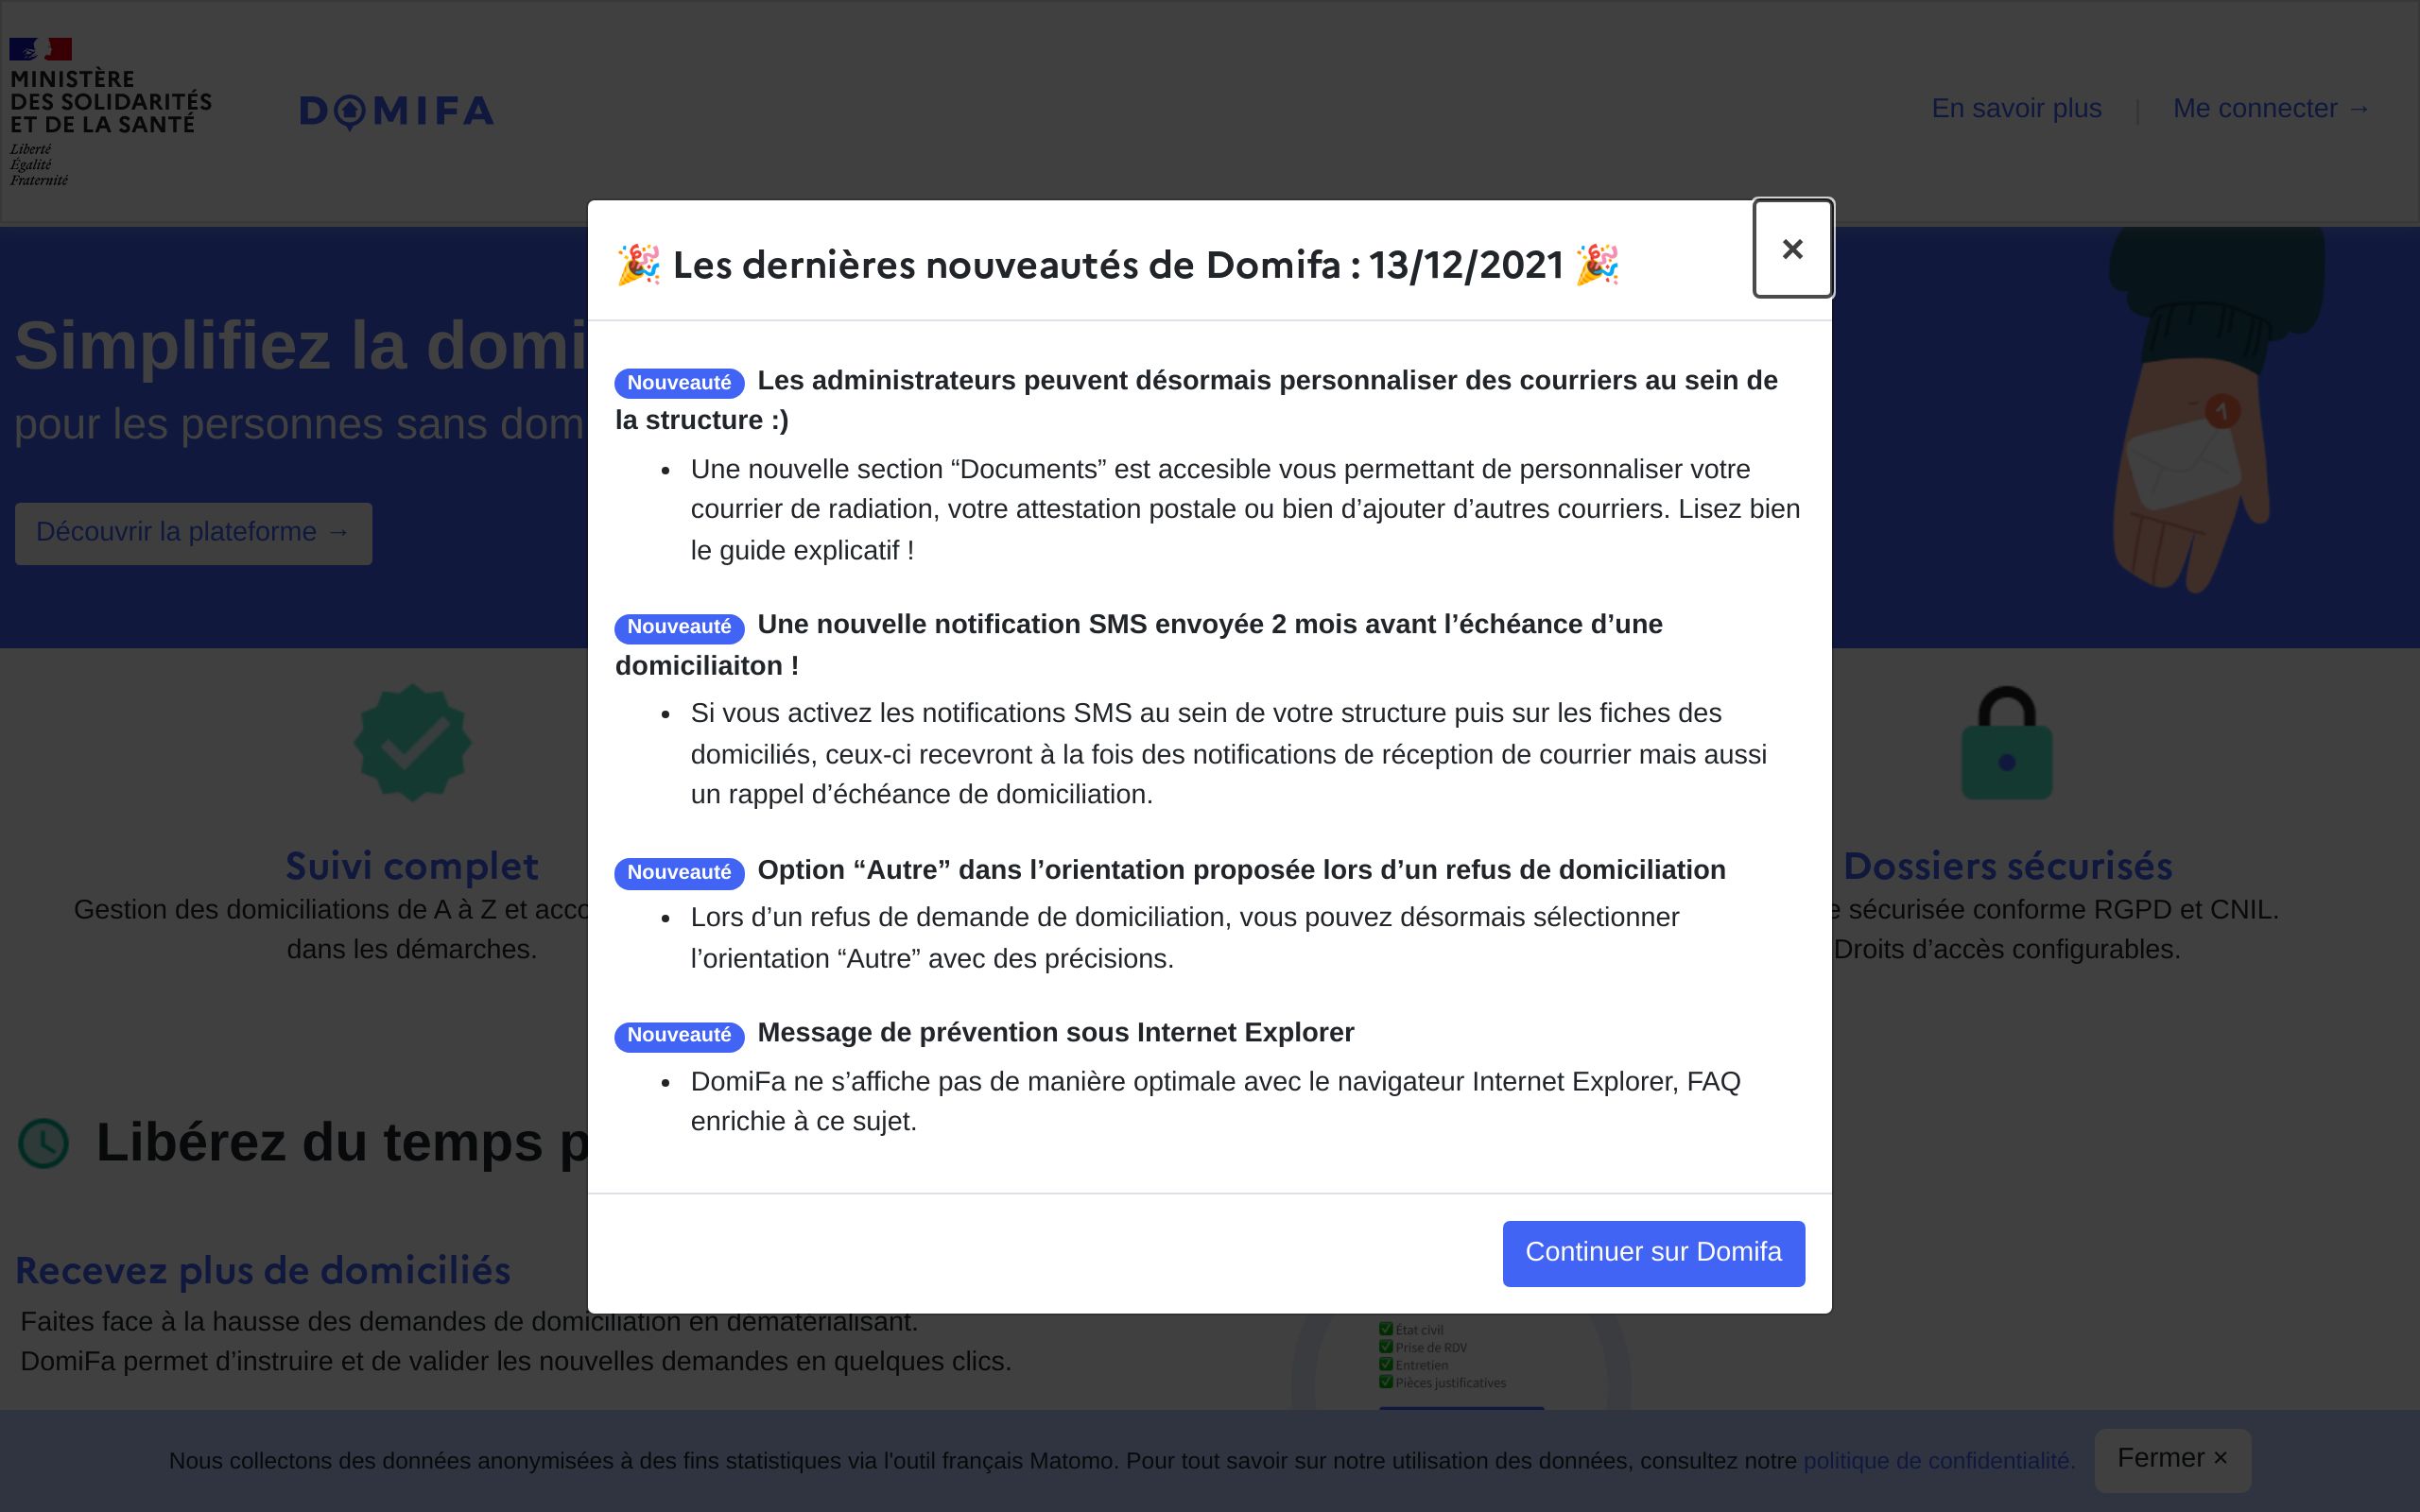 MINISTÈRE
DES SOLIDARITÉS
ET DE LA SANTÉ
Liberté
Égalité
Fraternité
DOMIFA
En savoir plus
Me connecter →
🎉 Les dernières nouveautés de Domifa : 13/12/2021 🎉
×
Simplifiez la
pour les personnes sans
Découvrir la plateforme →
1
Nouveauté Les administrateurs peuvent désormais personnaliser des courriers au sein de
la structure :)
• Une nouvelle section “Documents” est accesible vous permettant de personnaliser votre
courrier de radiation, votre attestation postale ou bien d’ajouter d’autres courriers. Lisez bien
le guide explicatif !
Nouveauté Une nouvelle notification SMS envoyée 2 mois avant l’échéance d’une
domiciliaiton !
• Si vous activez les notifications SMS au sein de votre structure puis sur les fiches des
domiciliés, ceux-ci recevront à la fois des notifications de réception de courrier mais aussi
un rappel d’échéance de domiciliation.
Nouveauté Option “Autre” dans l’orientation proposée lors d’un refus de domiciliation
• Lors d’un refus de demande de domiciliation, vous pouvez désormais sélectionner
l’orientation “Autre” avec des précisions.
Nouveauté Message de prévention sous Internet Explorer
• DomiFa ne s’affiche pas de manière optimale avec le navigateur Internet Explorer, FAQ
enrichie à ce sujet.
Continuer sur Domifa
Suivi complet
Gestion des domiciliations de A à Z et
dans les démarches.
Dossiers sécurisés
sécurisée conforme RGPD et CNIL.
Droits d’accès configurables.
Libérez du temps
Recevez plus de domiciliés
Faites face à la hausse des demandes de domiciliation en dématérialisant.
DomiFa permet d’instruire et de valider les nouvelles demandes en quelques clics.
État civil
Prise de RDV
Entretien
Pièces justificatives
Nous collectons des données anonymisées à des fins statistiques via l'outil français Matomo. Pour tout savoir sur notre utilisation des données, consultez notre politique de confidentialité.
Fermer ×